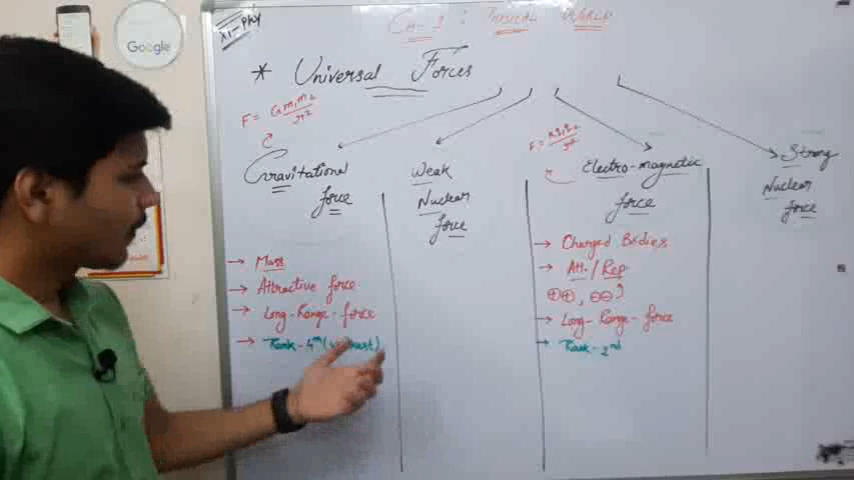 XI-PHY
CH-1 : PHYSICAL WORLD
Google
* Universal Forces
F = Gm₁m₂/r²
Gravitational
force
→ Mass
→ Attractive force
→ Long-Range-force
→ Rank-4th
Weak
Nuclear
force
F = kq₁q₂/r²
Electro-magnetic
force
→ Charged Bodies
→ Att./Rep
⊕⊕, ⊖⊖
→ Long-Range-force
→ Rank-2nd
Strong
Nuclear
force